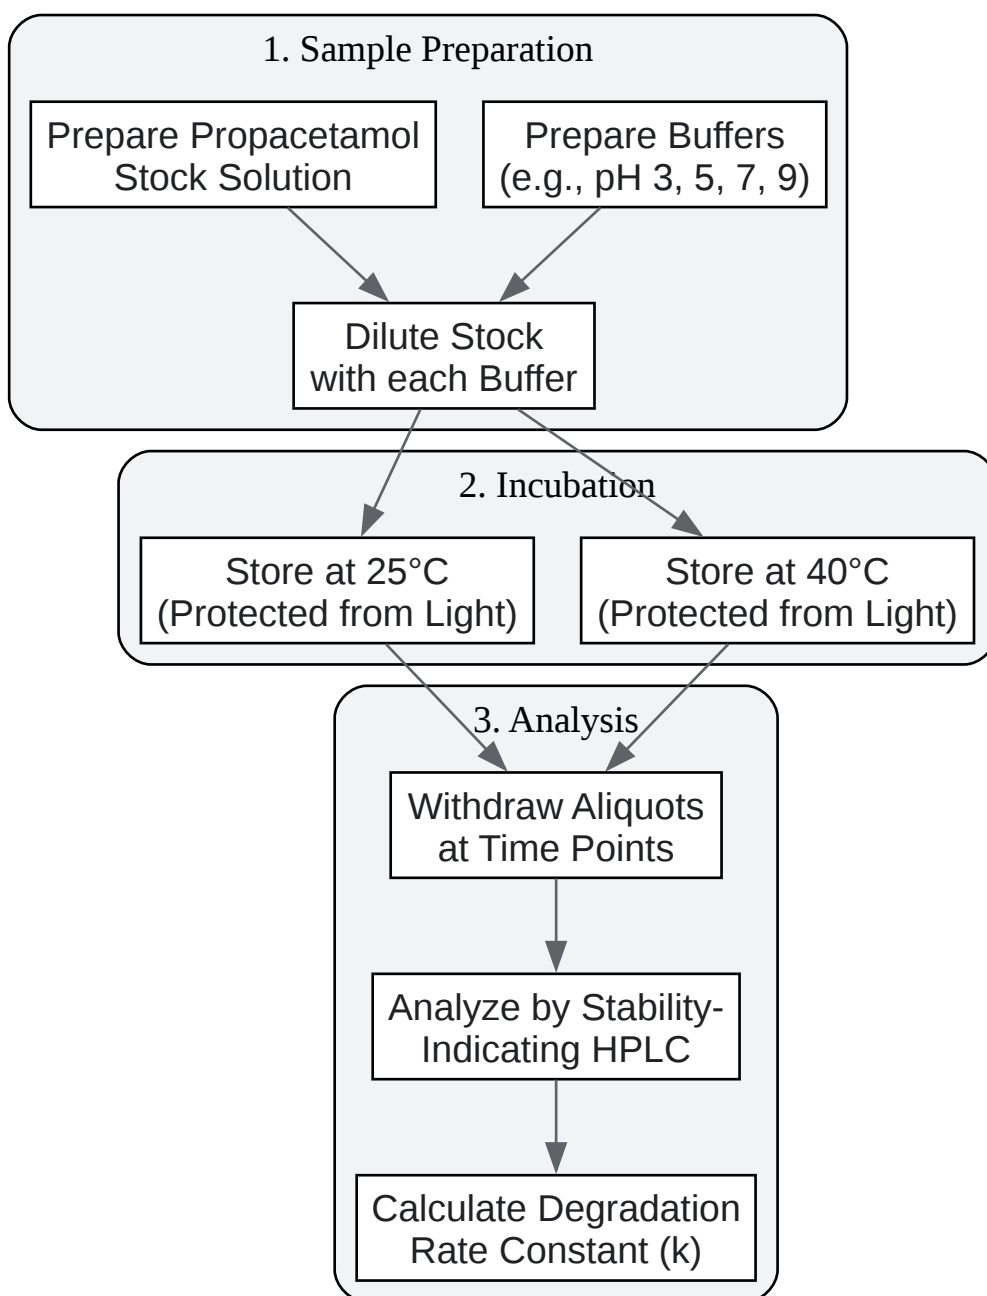 1. Sample Preparation
Prepare Propacetamol
Stock Solution
Prepare Buffers
(e.g., pH 3, 5, 7, 9)
Dilute Stock
with each Buffer
2. Incubation
Store at 25°C
(Protected from Light)
Store at 40°C
(Protected from Light)
3. Analysis
Withdraw Aliquots
at Time Points
Analyze by Stability-
Indicating HPLC
Calculate Degradation
Rate Constant (k)